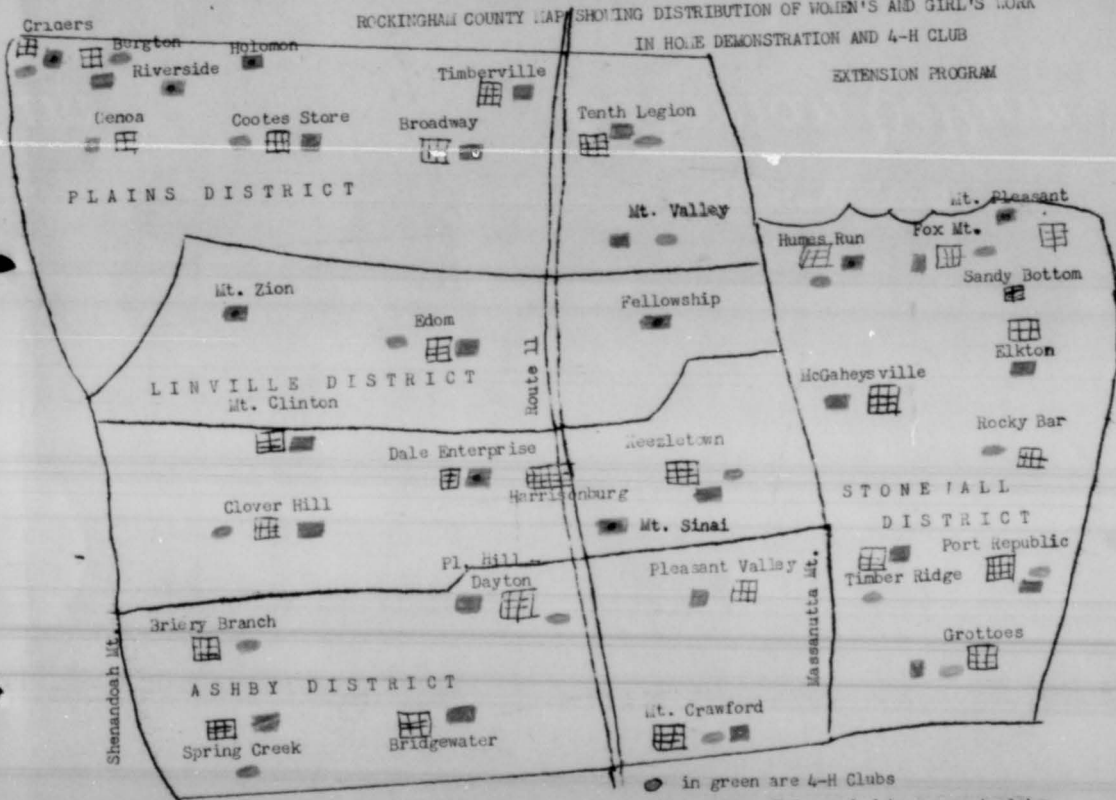 ROCKINGHAM COUNTY MAP SHOWING DISTRIBUTION OF WOMEN'S AND GIRL'S WORK
IN HOME DEMONSTRATION AND 4-H CLUB
EXTENSION PROGRAM
Criders
Bergton
Holomon
Riverside
Timberville
Genoa
Cootes Store
Broadway
Tenth Legion
PLAINS DISTRICT
Mt. Valley
Mt. Pleasant
Humes Run
Fox Mt.
Sandy Bottom
Mt. Zion
Fellowship
Edom
Elkton
LINVILLE DISTRICT
Route 11
McGaheysville
Mt. Clinton
Rocky Bar
Dale Enterprise
Keezletown
Harrisonburg
STONEWALL
DISTRICT
Clover Hill
Mt. Sinai
Port Republic
Pl. Hill
Pleasant Valley
Timber Ridge
Dayton
Briery Branch
Massanutta Mt.
Grottoes
Shenandoah Mt.
ASHBY DISTRICT
Mt. Crawford
Spring Creek
Bridgewater
in green are 4-H Clubs